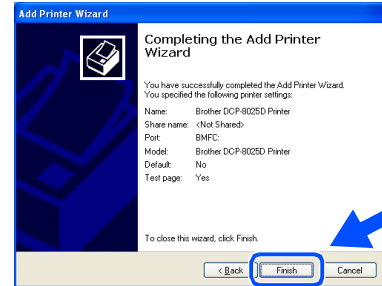 Add Printer Wizard
Completing the Add Printer
Wizard
You have successfully completed the Add Printer Wizard.
You specified the following printer settings:
Name: Brother DCP-8025D Printer
Share name: <Not Shared>
Port: BMFC:
Model: Brother DCP-8025D Printer
Default: No
Test page: Yes
To close this wizard, click Finish.
< Back Finish Cancel